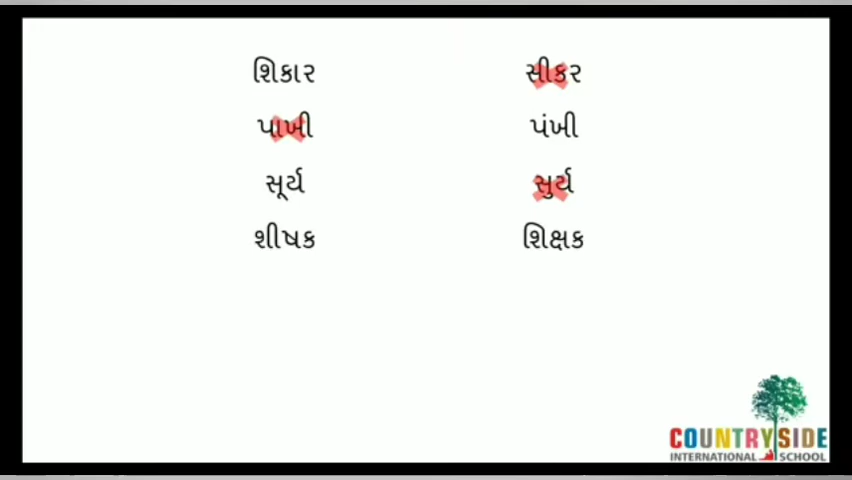 શિકાર સીકર
પાખી પંખી
સૂર્ય સુર્ય
શીષક શિક્ષક
COUNTRYSIDE
INTERNATIONAL SCHOOL